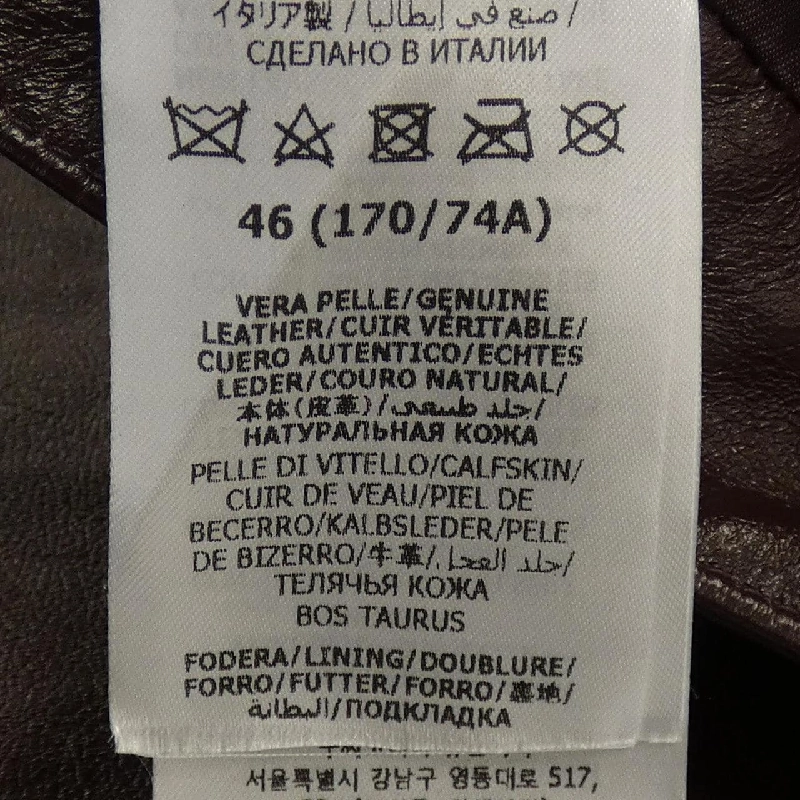 イタリア製 / صنع في إيطاليا /
СДЕЛАНО В ИТАЛИИ
46 (170/74A)
VERA PELLE/GENUINE
LEATHER/CUIR VÉRITABLE/
CUERO AUTENTICO/ECHTES
LEDER/COURO NATURAL/
本体(皮革)/جلد طبيعي/
НАТУРАЛЬНАЯ КОЖА
PELLE DI VITELLO/CALFSKIN/
CUIR DE VEAU/PIEL DE
BECERRO/KALBSLEDER/PELE
DE BIZERRO/牛革/جلد العجل/
ТЕЛЯЧЬЯ КОЖА
BOS TAURUS
FODERA/LINING/DOUBLURE/
FORRO/FUTTER/FORRO/裏地/
البطانة/ПОДКЛАДКА
서울특별시 강남구 영동대로 517,